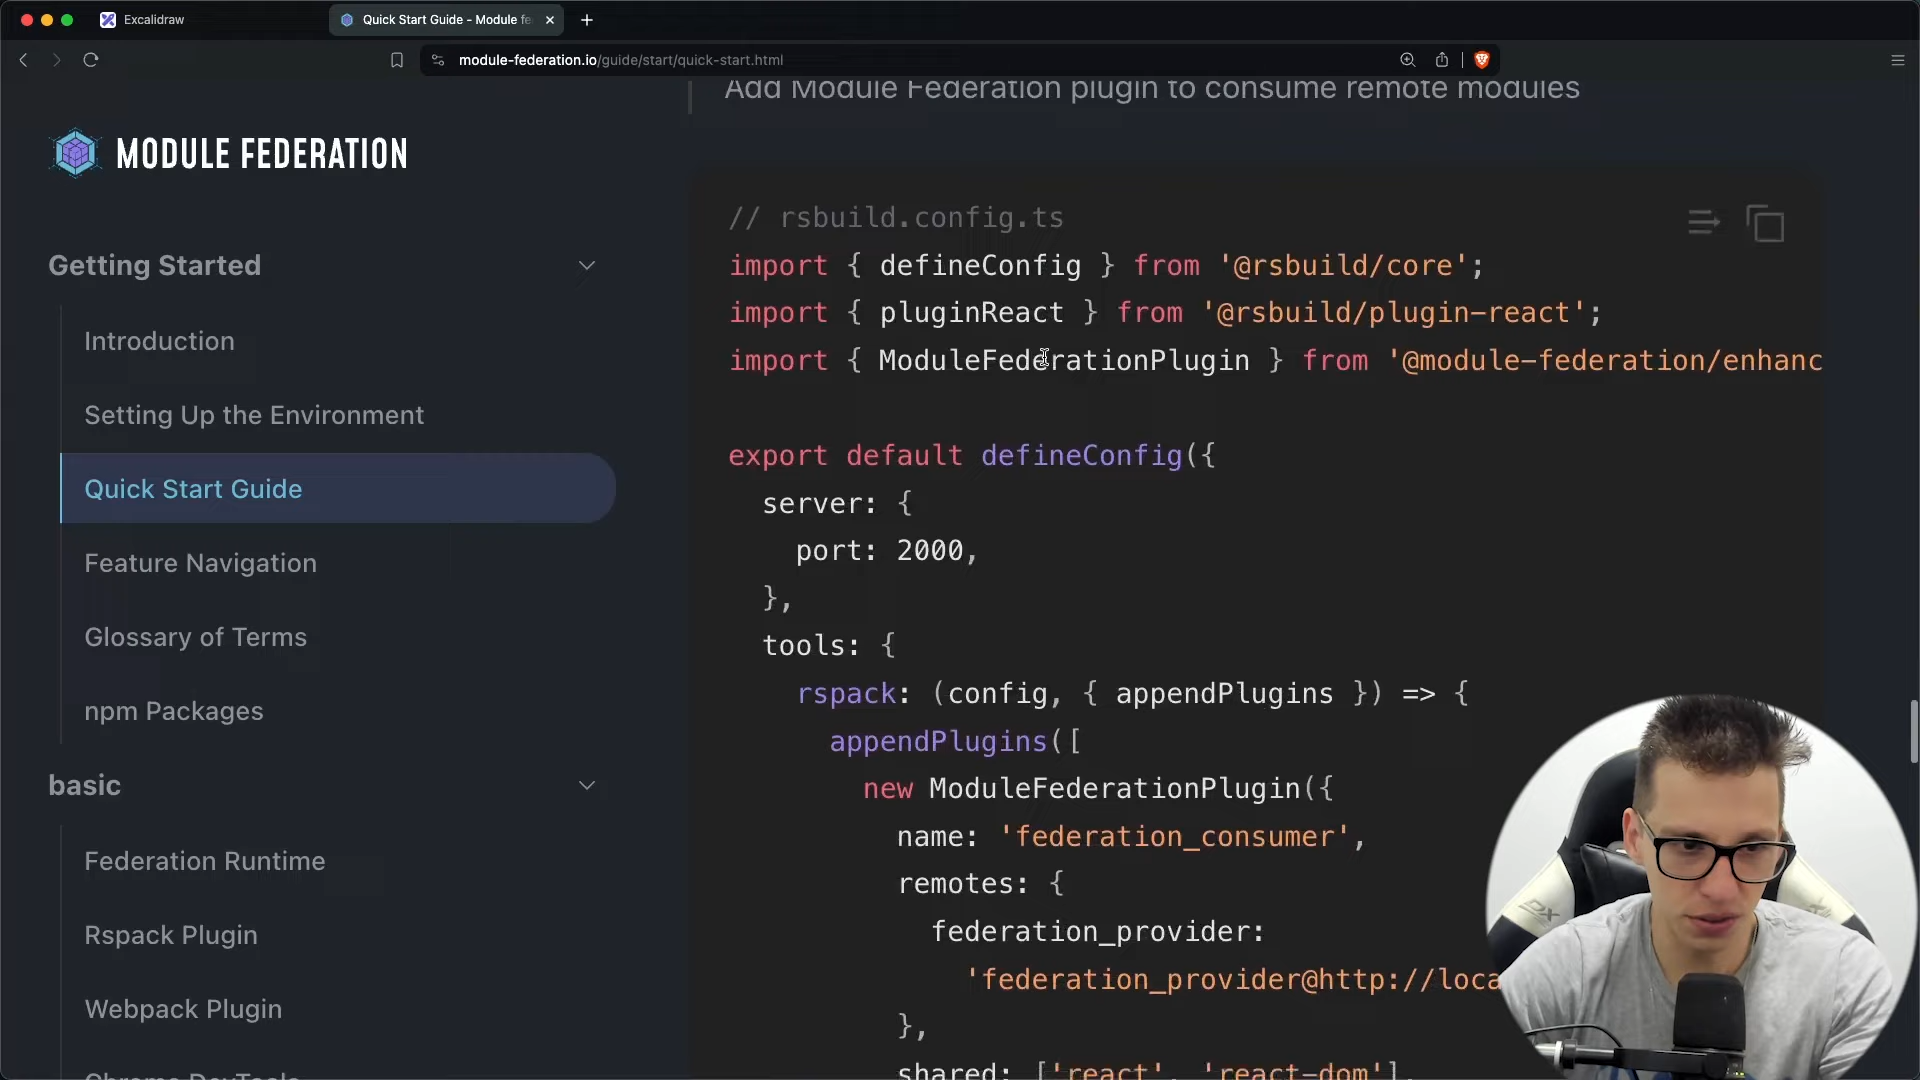 Excalidraw
Quick Start Guide - Module fe
module-federation.io/guide/start/quick-start.html
Add Module Federation plugin to consume remote modules
MODULE FEDERATION
Getting Started
Introduction
Setting Up the Environment
Quick Start Guide
Feature Navigation
Glossary of Terms
npm Packages
basic
Federation Runtime
Rspack Plugin
Webpack Plugin
Chrome DevTools
// rsbuild.config.ts
import { defineConfig } from '@rsbuild/core';
import { pluginReact } from '@rsbuild/plugin-react';
import { ModuleFederationPlugin } from '@module-federation/enhanc
export default defineConfig({
server: {
port: 2000,
},
tools: {
rspack: (config, { appendPlugins }) => {
appendPlugins([
new ModuleFederationPlugin({
name: 'federation_consumer',
remotes: {
federation_provider:
'federation_provider@http://loca
},
shared: ['react', 'react-dom'],
DX